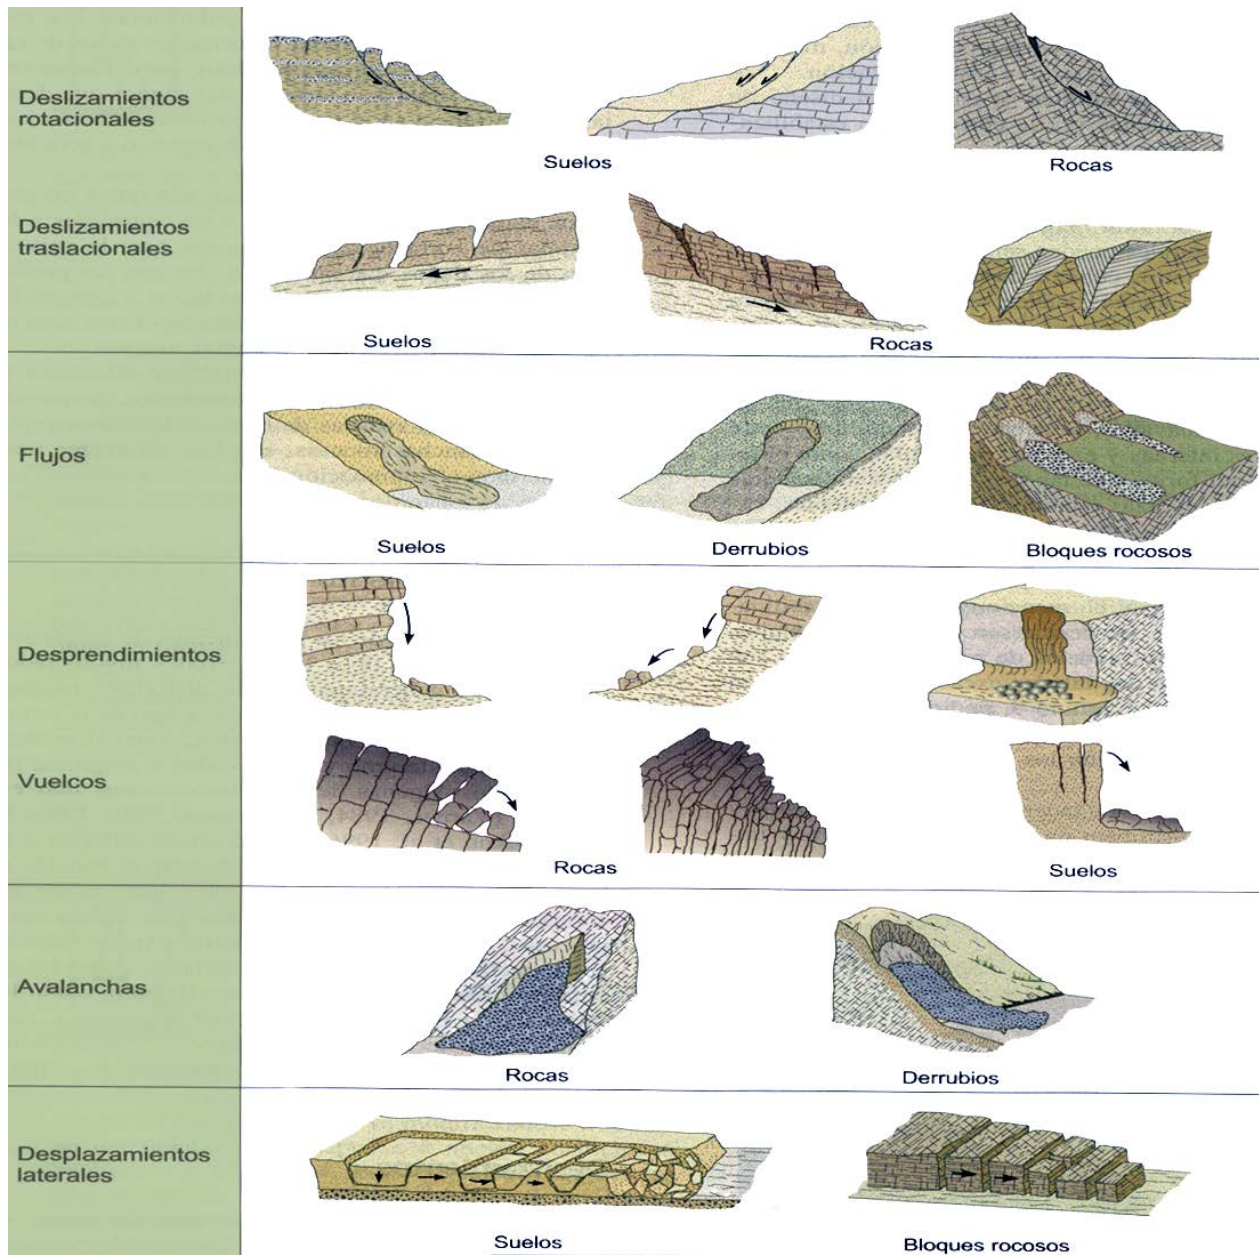 Deslizamientos
rotacionales
Suelos
Rocas
Deslizamientos
traslacionales
Suelos
Rocas
Flujos
Suelos
Derrubios
Bloques rocosos
Desprendimientos
Vuelcos
Rocas
Suelos
Avalanchas
Rocas
Derrubios
Desplazamientos
laterales
Suelos
Bloques rocosos